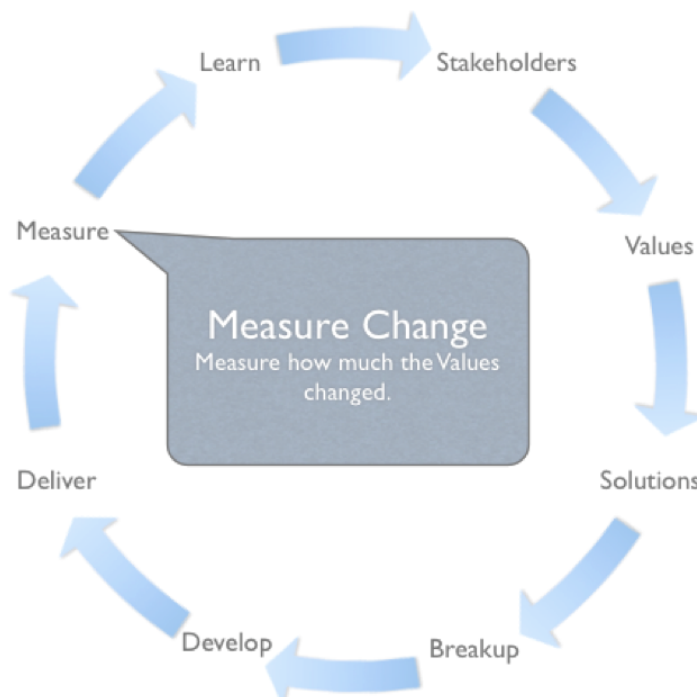 Learn
Stakeholders
Measure
Values
Measure Change
Measure how much the Values
changed.
Deliver
Solutions
Develop
Breakup